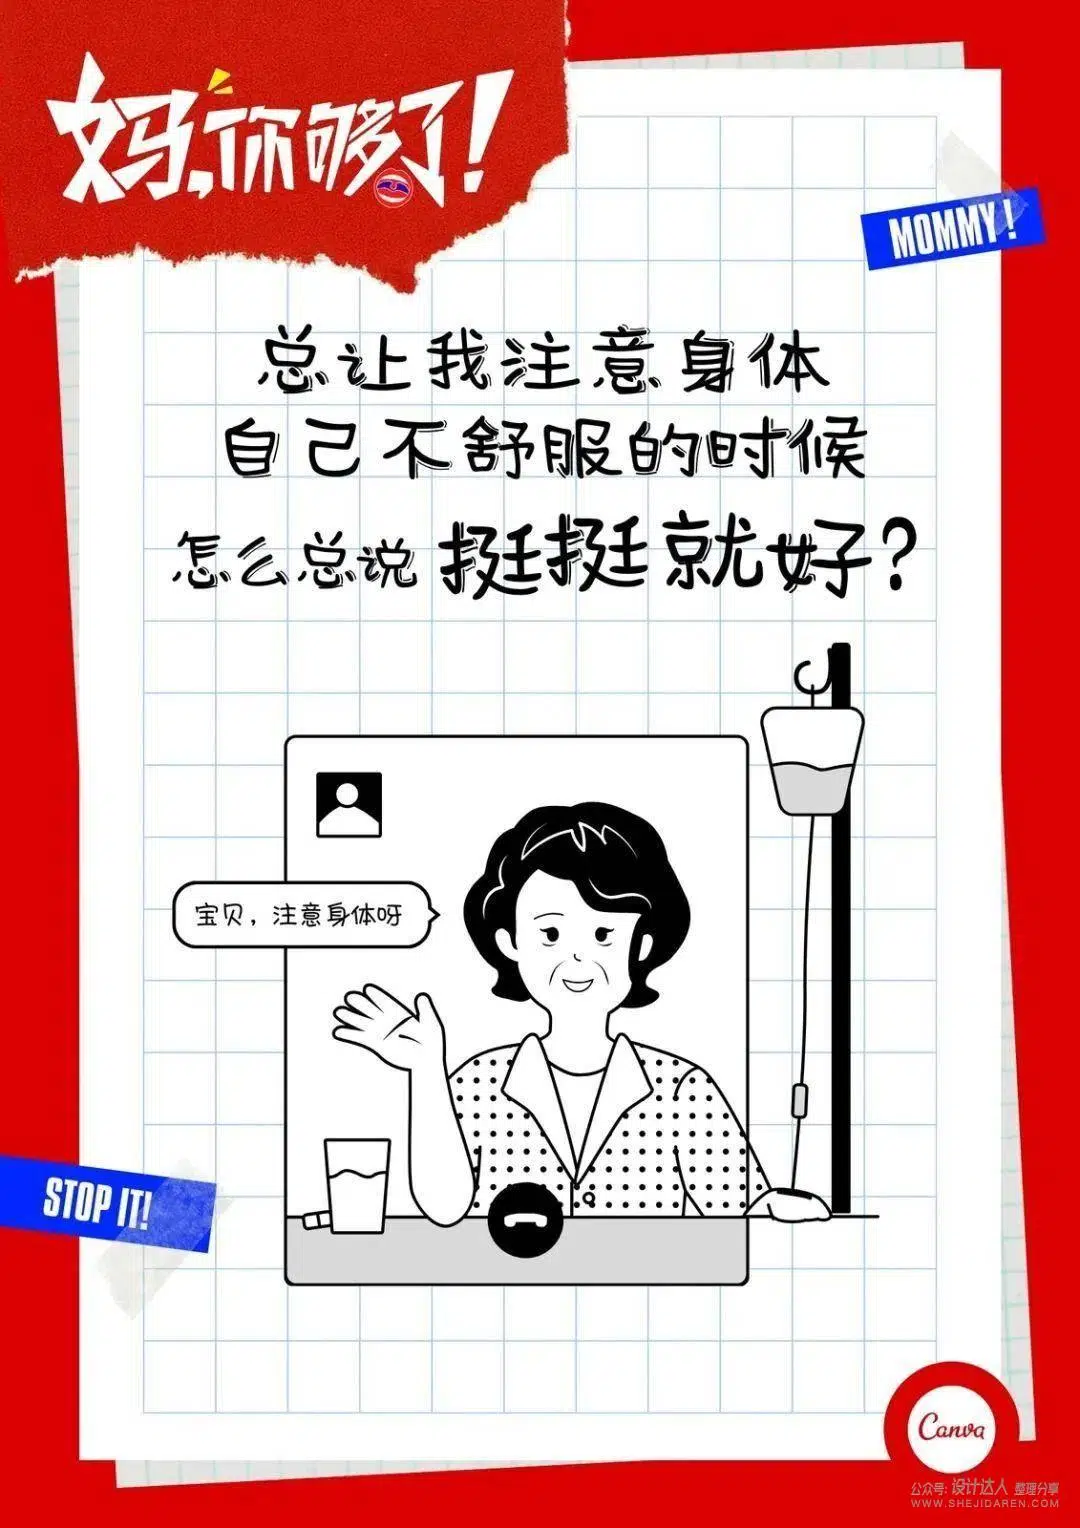 妈,你够了!
MOMMY!
总让我注意身体
自己不舒服的时候
怎么总说挺挺就好?
宝贝，注意身体呀
STOP IT!
Canva
公众号: 设计达人 整理分享
WWW.SHEJIDAREN.COM